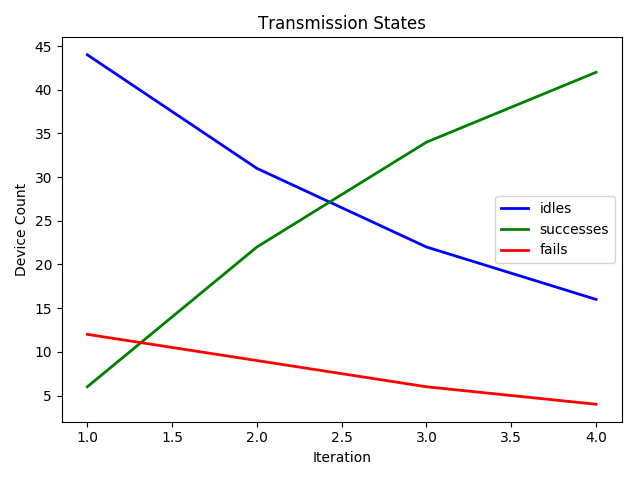 Transmission States
45
40
35
30
25
20
15
10
5
Device Count
idles
successes
fails
1.0 1.5 2.0 2.5 3.0 3.5 4.0
Iteration